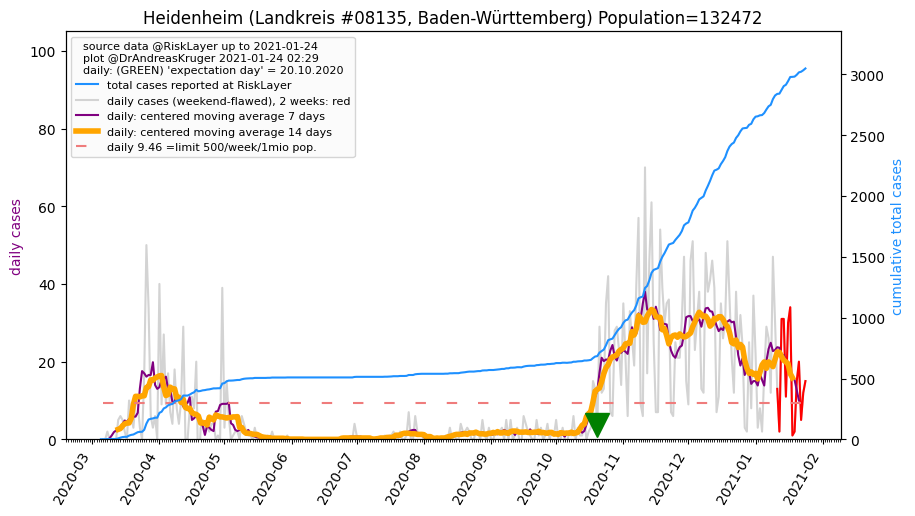 Heidenheim (Landkreis #08135, Baden-Württemberg) Population=132472
source data @RiskLayer up to 2021-01-24
plot @DrAndreasKruger 2021-01-24 02:29
daily: (GREEN) 'expectation day' = 20.10.2020
total cases reported at RiskLayer
daily cases (weekend-flawed), 2 weeks: red
daily: centered moving average 7 days
daily: centered moving average 14 days
daily 9.46 =limit 500/week/1mio pop.
daily cases
100
80
60
40
20
0
cumulative total cases
3000
2500
2000
1500
1000
500
0
2020-03
2020-04
2020-05
2020-06
2020-07
2020-08
2020-09
2020-10
2020-11
2020-12
2021-01
2021-02